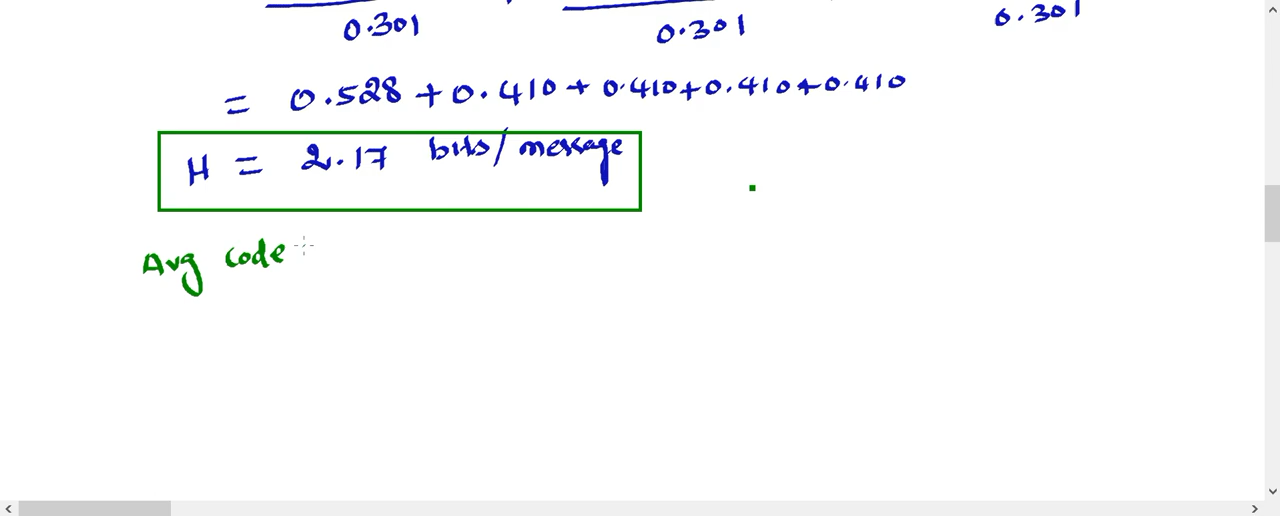 0.301 0.301 0.301
= 0.528 + 0.410 + 0.410 + 0.410 + 0.410
H = 2.17 bits/message
Avg code